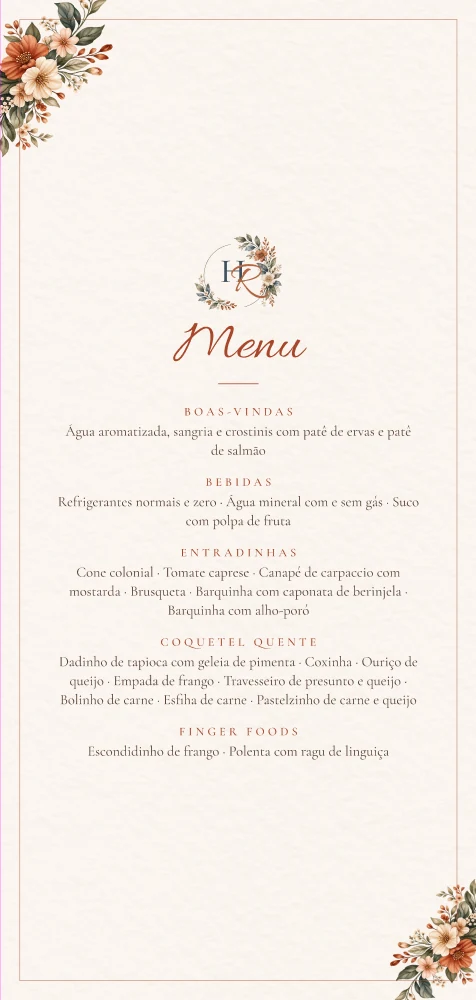 HR
Menu
BOAS-VINDAS
Água aromatizada, sangria e crostinis com patê de ervas e patê
de salmão
BEBIDAS
Refrigerantes normais e zero · Água mineral com e sem gás · Suco
com polpa de fruta
ENTRADINHAS
Cone colonial · Tomate caprese · Canapé de carpaccio com
mostarda · Brusqueta · Barquinha com caponata de berinjela ·
Barquinha com alho-poró
COQUETEL QUENTE
Dadinho de tapioca com geleia de pimenta · Coxinha · Ouriço de
queijo · Empada de frango · Travesseiro de presunto e queijo ·
Bolinho de carne · Esfiha de carne · Pastelzinho de carne e queijo
FINGER FOODS
Escondidinho de frango · Polenta com ragu de linguiça